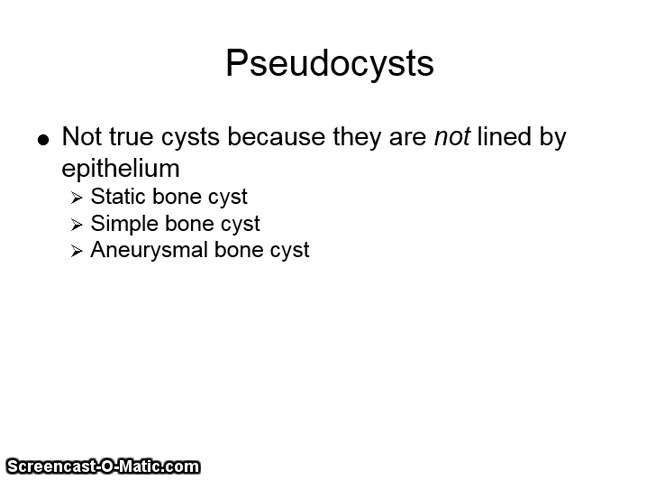 Pseudocysts
● Not true cysts because they are not lined by
epithelium
➢ Static bone cyst
➢ Simple bone cyst
➢ Aneurysmal bone cyst
Screencast-O-Matic.com